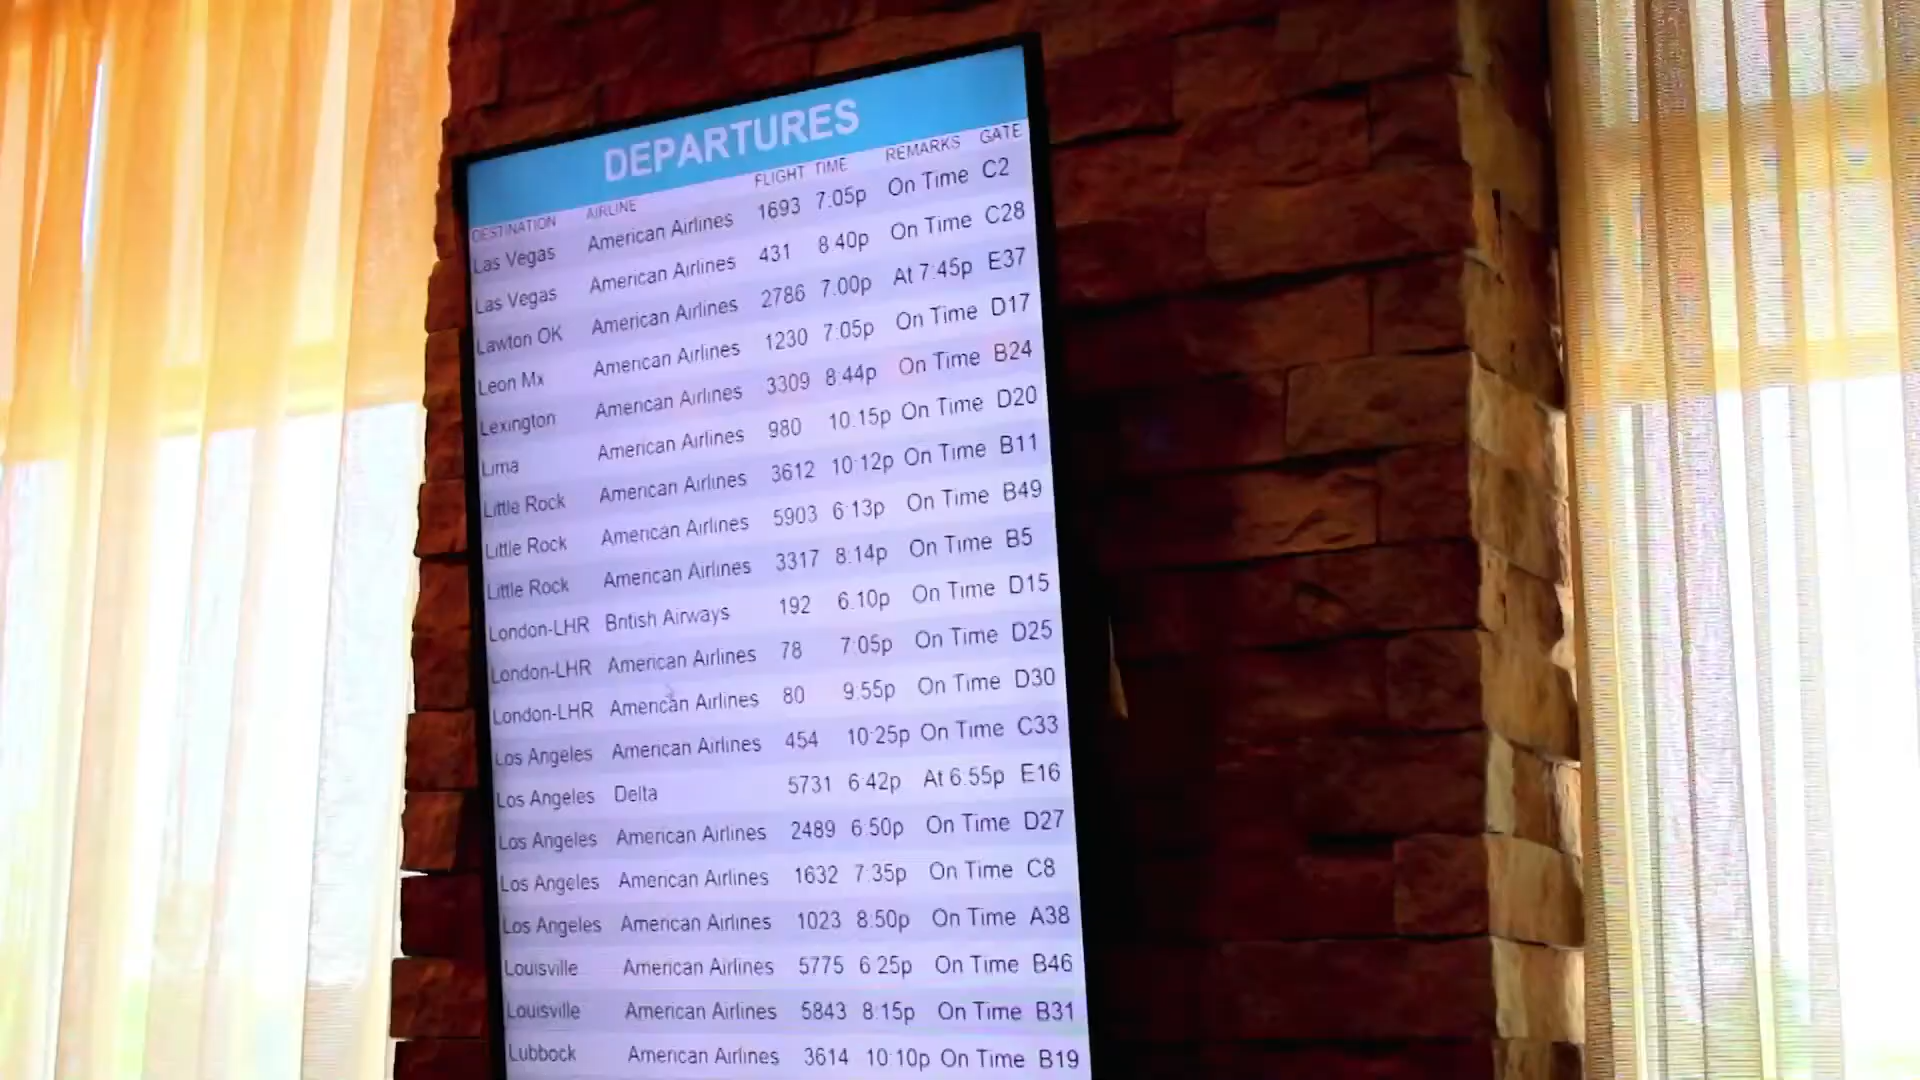 DEPARTURES
DESTINATION AIRLINE FLIGHT TIME REMARKS GATE
Las Vegas American Airlines 1693 7:05p On Time C2
Las Vegas American Airlines 431 8:40p On Time C28
Lawton OK American Airlines 2786 7:00p At 7:45p E37
Leon Mx American Airlines 1230 7:05p On Time D17
Lexington American Airlines 3309 8:44p On Time B24
Lima American Airlines 980 10:15p On Time D20
Little Rock American Airlines 3612 10:12p On Time B11
Little Rock American Airlines 5903 6:13p On Time B49
Little Rock American Airlines 3317 8:14p On Time B5
London-LHR British Airways 192 6:10p On Time D15
London-LHR American Airlines 78 7:05p On Time D25
London-LHR American Airlines 80 9:55p On Time D30
Los Angeles American Airlines 454 10:25p On Time C33
Los Angeles Delta 5731 6:42p At 6:55p E16
Los Angeles American Airlines 2489 6:50p On Time D27
Los Angeles American Airlines 1632 7:35p On Time C8
Los Angeles American Airlines 1023 8:50p On Time A38
Louisville American Airlines 5775 6:25p On Time B46
Louisville American Airlines 5843 8:15p On Time B31
Lubbock American Airlines 3614 10:10p On Time B19